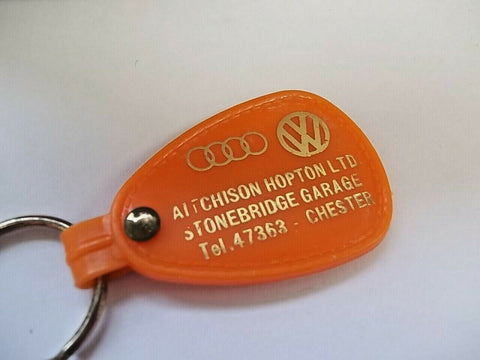 AITCHISON HOPTON LTD.
STONEBRIDGE GARAGE
Tel.47363 - CHESTER